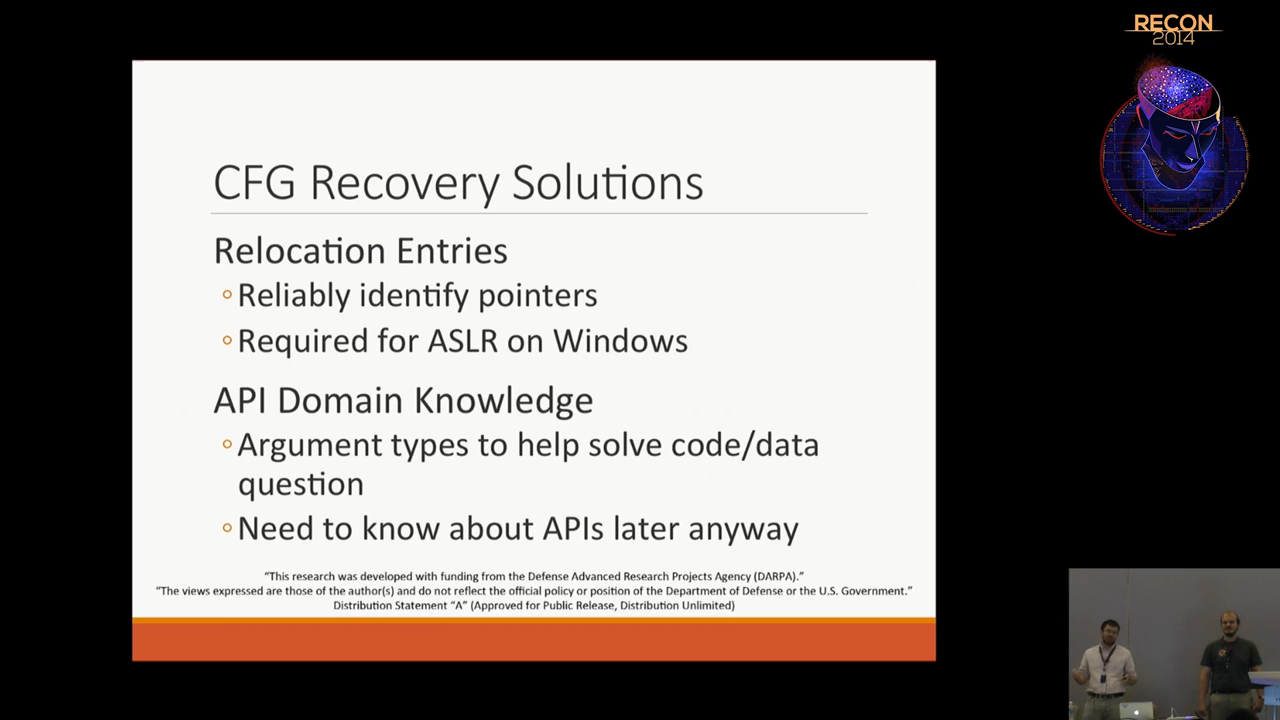 RECON
2014
CFG Recovery Solutions
Relocation Entries
Reliably identify pointers
Required for ASLR on Windows
API Domain Knowledge
Argument types to help solve code/data
question
Need to know about APIs later anyway
“This research was developed with funding from the Defense Advanced Research Projects Agency (DARPA).”
“The views expressed are those of the author(s) and do not reflect the official policy or position of the Department of Defense or the U.S. Government.”
Distribution Statement “A” (Approved for Public Release, Distribution Unlimited)